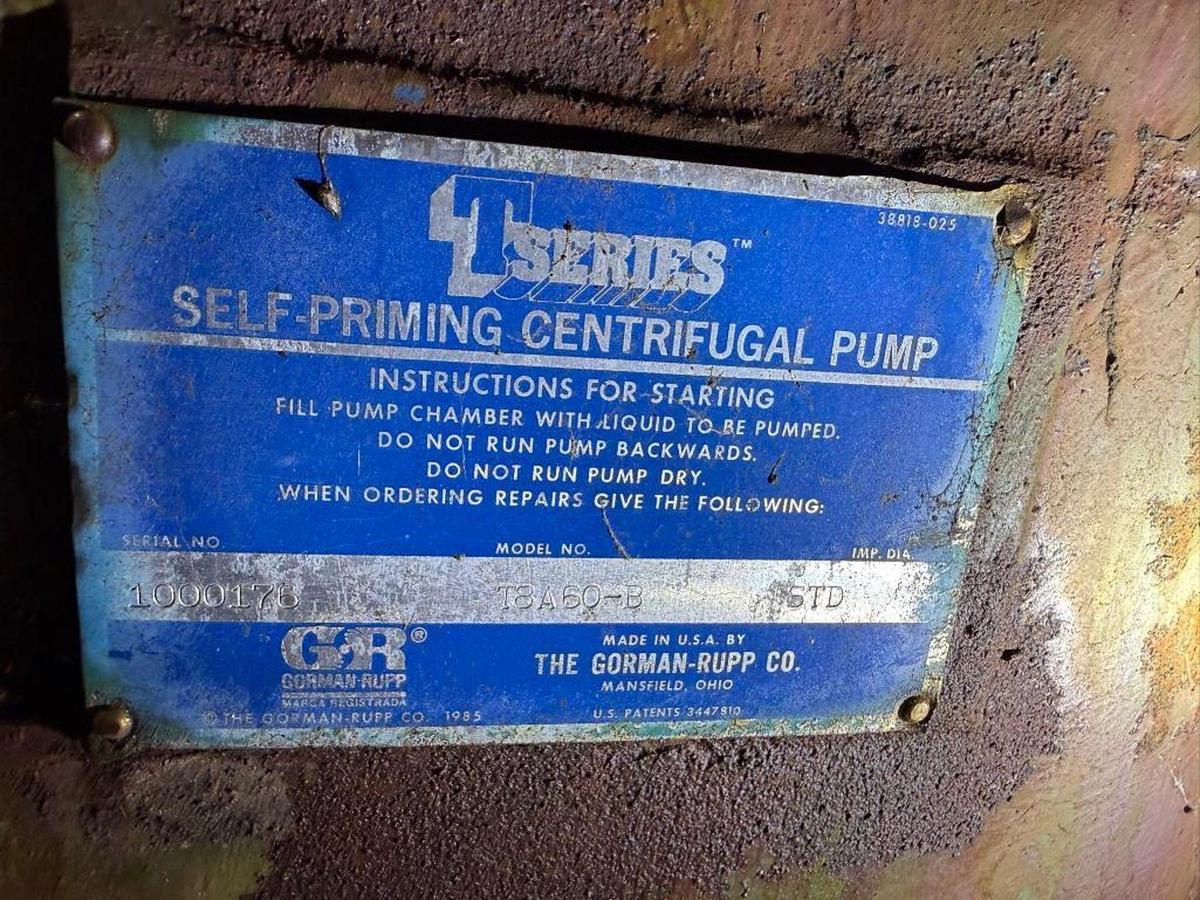 38818-025
T SERIES™
SELF-PRIMING CENTRIFUGAL PUMP
INSTRUCTIONS FOR STARTING
FILL PUMP CHAMBER WITH LIQUID TO BE PUMPED.
DO NOT RUN PUMP BACKWARDS.
DO NOT RUN PUMP DRY.
WHEN ORDERING REPAIRS GIVE THE FOLLOWING:
SERIAL NO. MODEL NO. IMP. DIA.
1000176 T8A60-B STD
G&R®
GORMAN-RUPP
MARCA REGISTRADA
© THE GORMAN-RUPP CO. 1985
MADE IN U.S.A. BY
THE GORMAN-RUPP CO.
MANSFIELD, OHIO
U.S. PATENTS 3447810